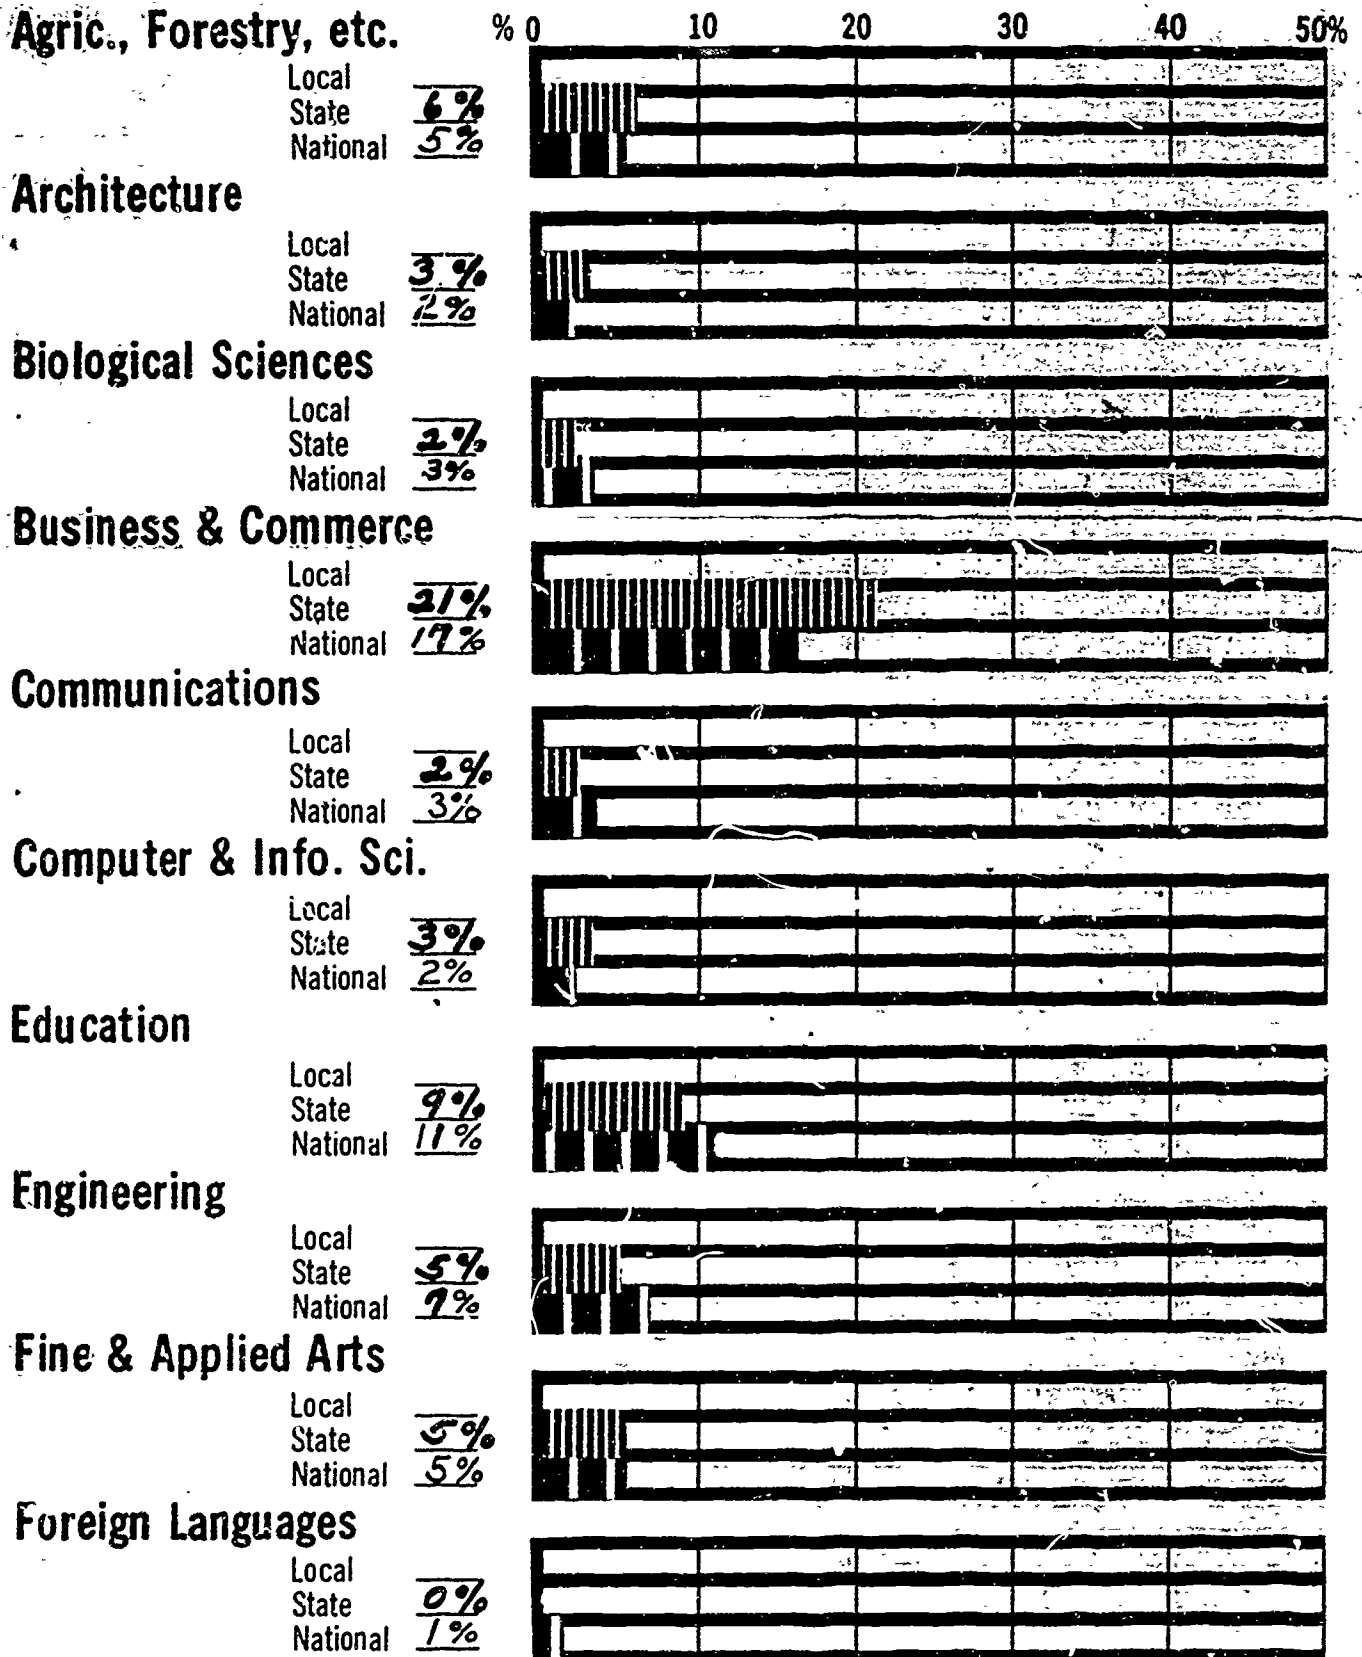 Agric., Forestry, etc. % 0 10 20 30 40 50%
Local
State 6%
National 5%
Architecture
Local
State 3%
National 2%
Biological Sciences
Local
State 2%
National 3%
Business & Commerce
Local
State 21%
National 17%
Communications
Local
State 2%
National 3%
Computer & Info. Sci.
Local
State 3%
National 2%
Education
Local
State 9%
National 11%
Engineering
Local
State 5%
National 7%
Fine & Applied Arts
Local
State 5%
National 5%
Foreign Languages
Local
State 0%
National 1%